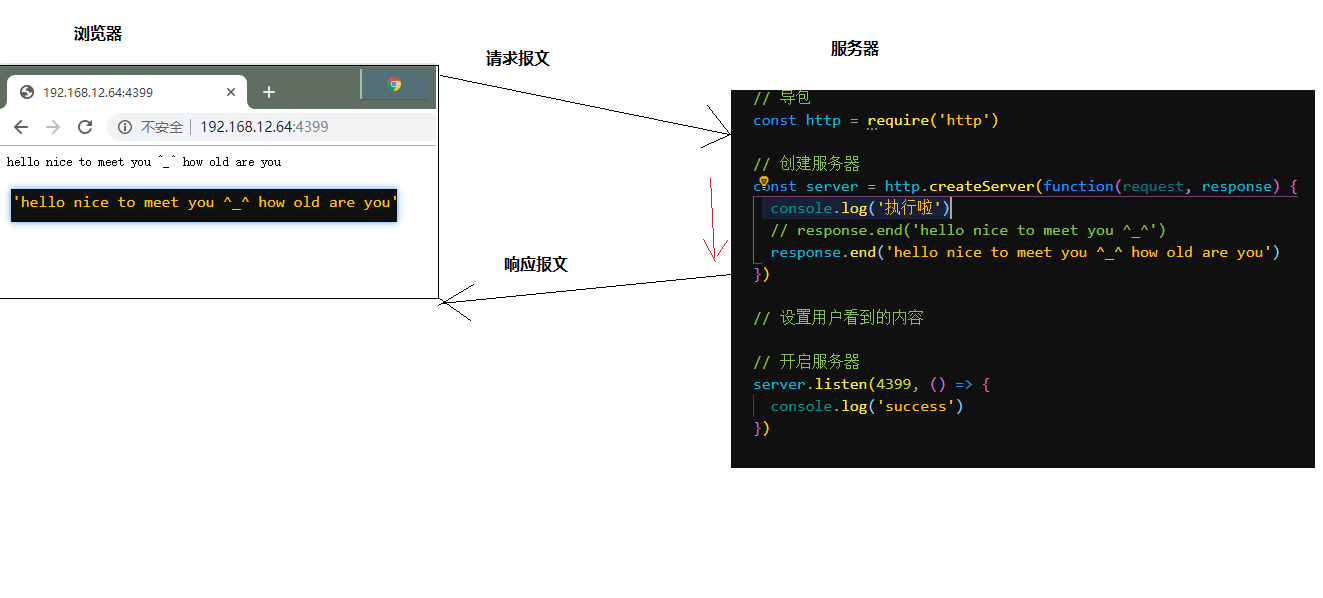 浏览器
请求报文
服务器
192.168.12.64:4399
不安全 | 192.168.12.64:4399
hello nice to meet you ^_^ how old are you
'hello nice to meet you ^_^ how old are you'
响应报文
// 导包
const http = require('http')
// 创建服务器
const server = http.createServer(function(request, response) {
console.log('执行啦')
// response.end('hello nice to meet you ^_^')
response.end('hello nice to meet you ^_^ how old are you')
})
// 设置用户看到的内容
// 开启服务器
server.listen(4399, () => {
console.log('success')
})